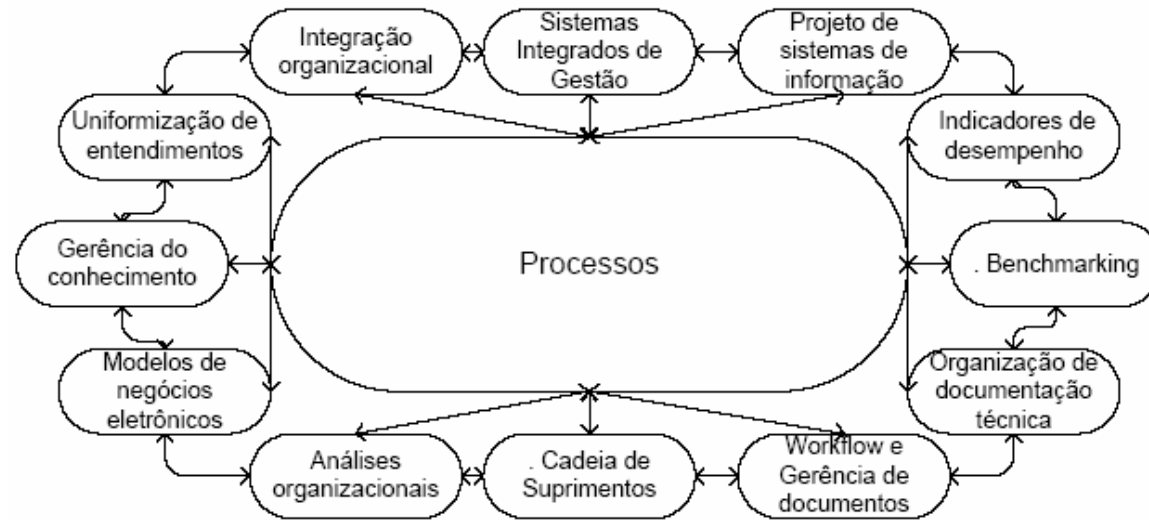 Integração
organizacional
Sistemas
Integrados de
Gestão
Projeto de
sistemas de
informação
Uniformização de
entendimentos
Indicadores de
desempenho
Gerência do
conhecimento
Processos
. Benchmarking
Modelos de
negócios
eletrônicos
Organização de
documentação
técnica
Análises
organizacionais
. Cadeia de
Suprimentos
Workflow e
Gerência de
documentos